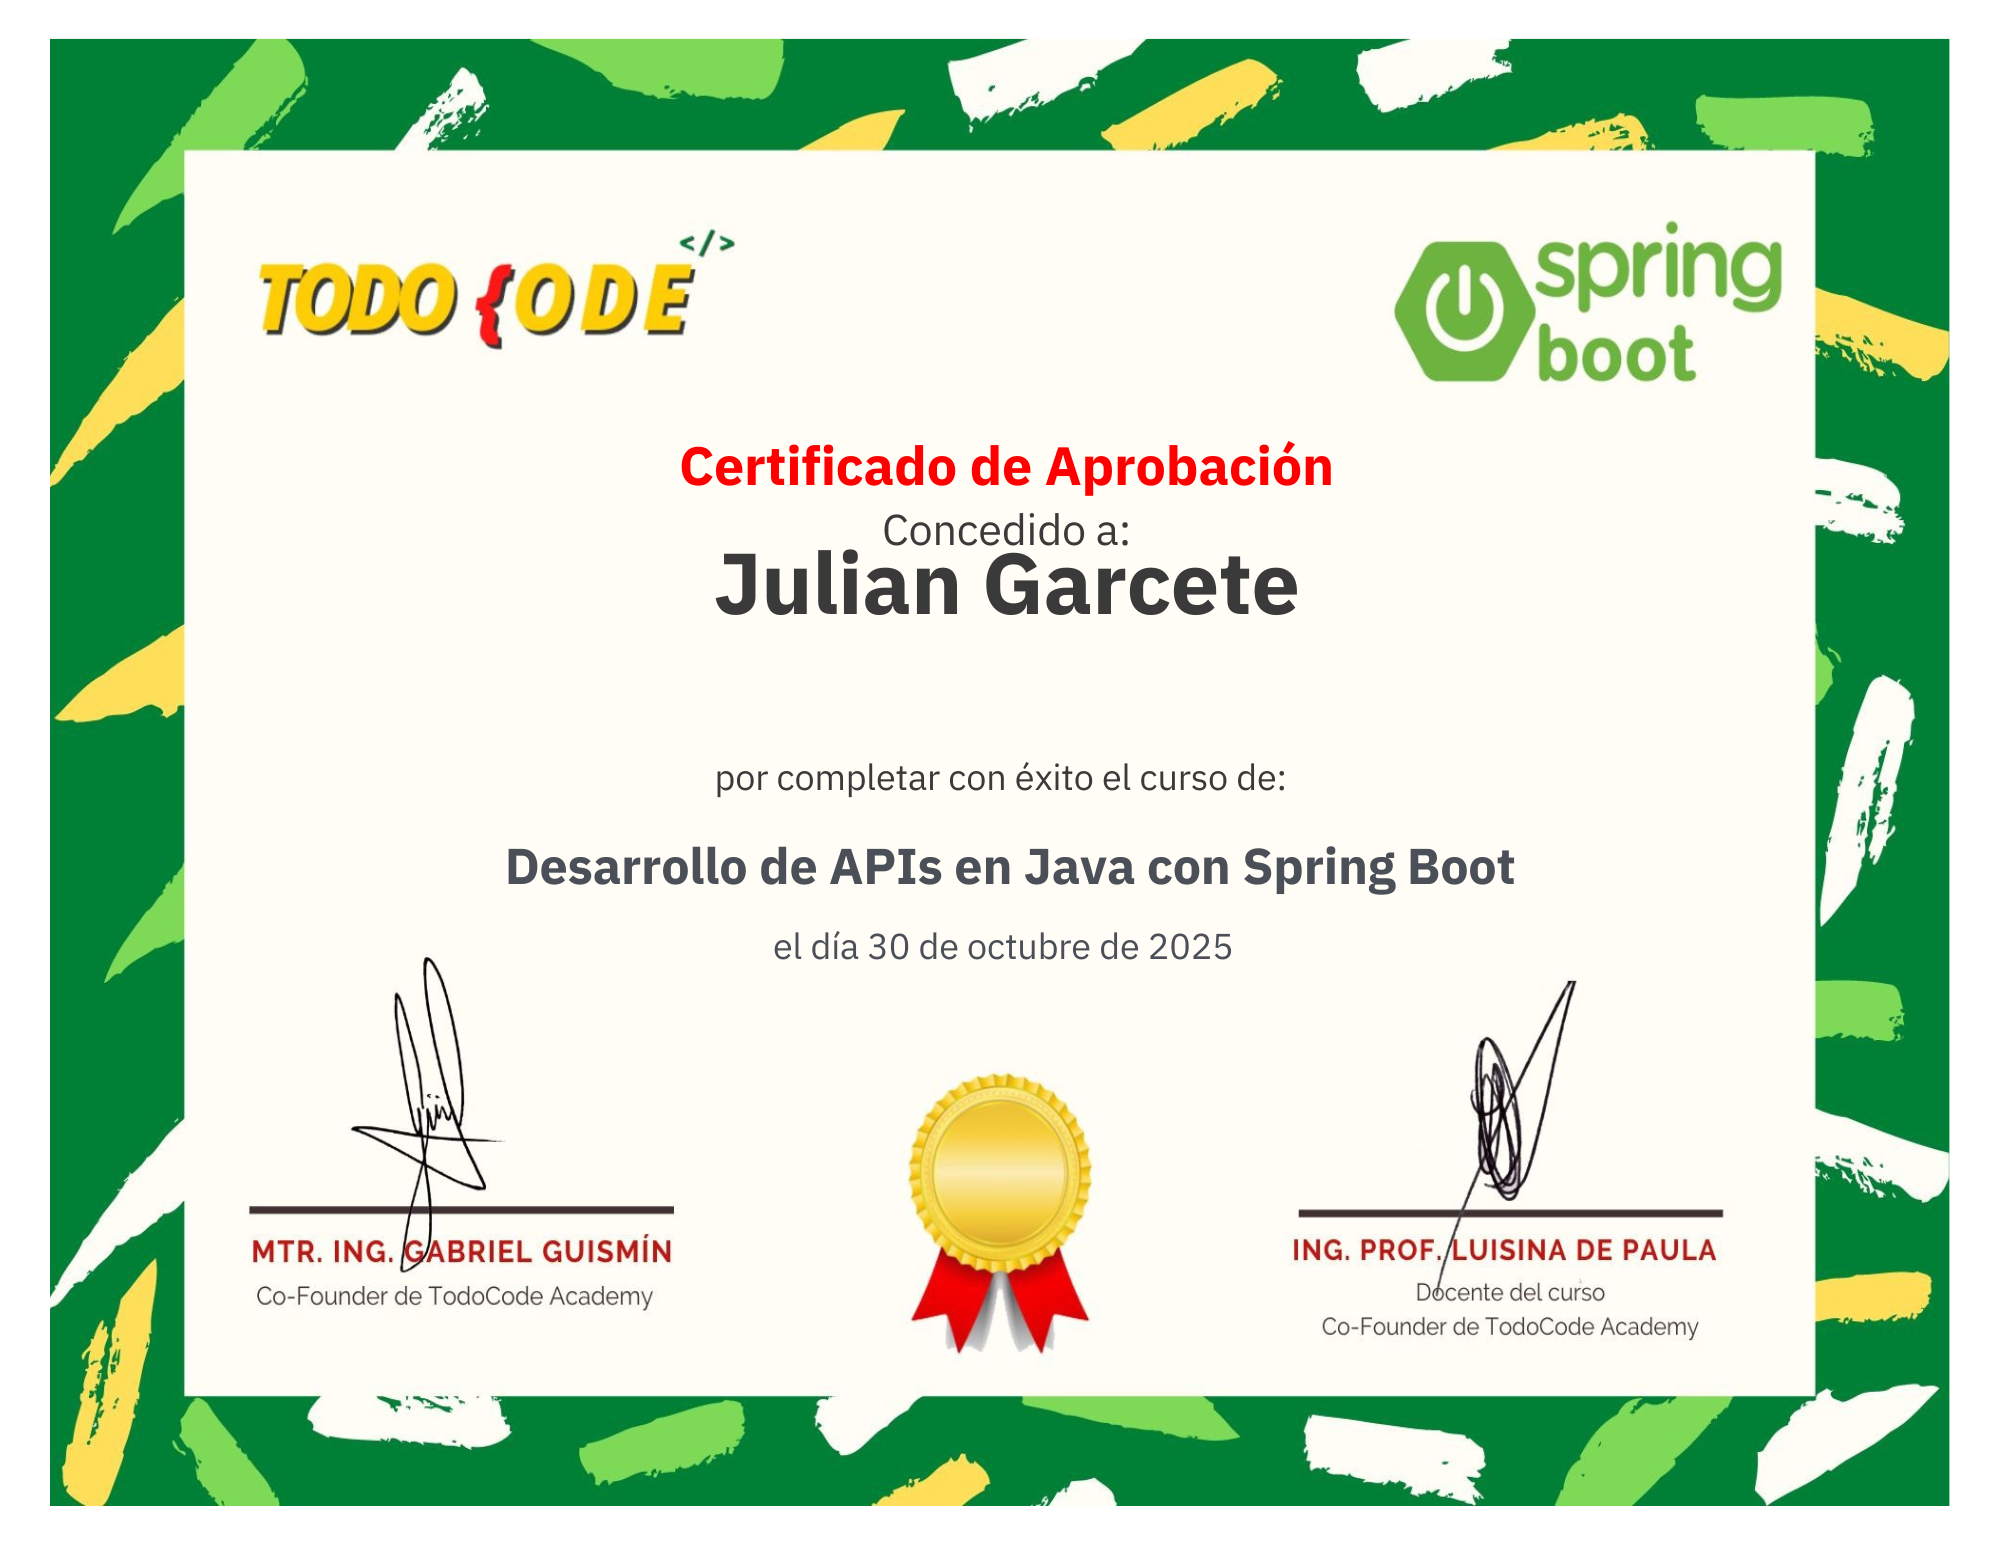 TODO {ODE </>
spring
boot
Certificado de Aprobación
Concedido a:
Julian Garcete
por completar con éxito el curso de:
Desarrollo de APIs en Java con Spring Boot
el día 30 de octubre de 2025
MTR. ING. GABRIEL GUISMÍN
Co-Founder de TodoCode Academy
ING. PROF. LUISINA DE PAULA
Docente del curso
Co-Founder de TodoCode Academy